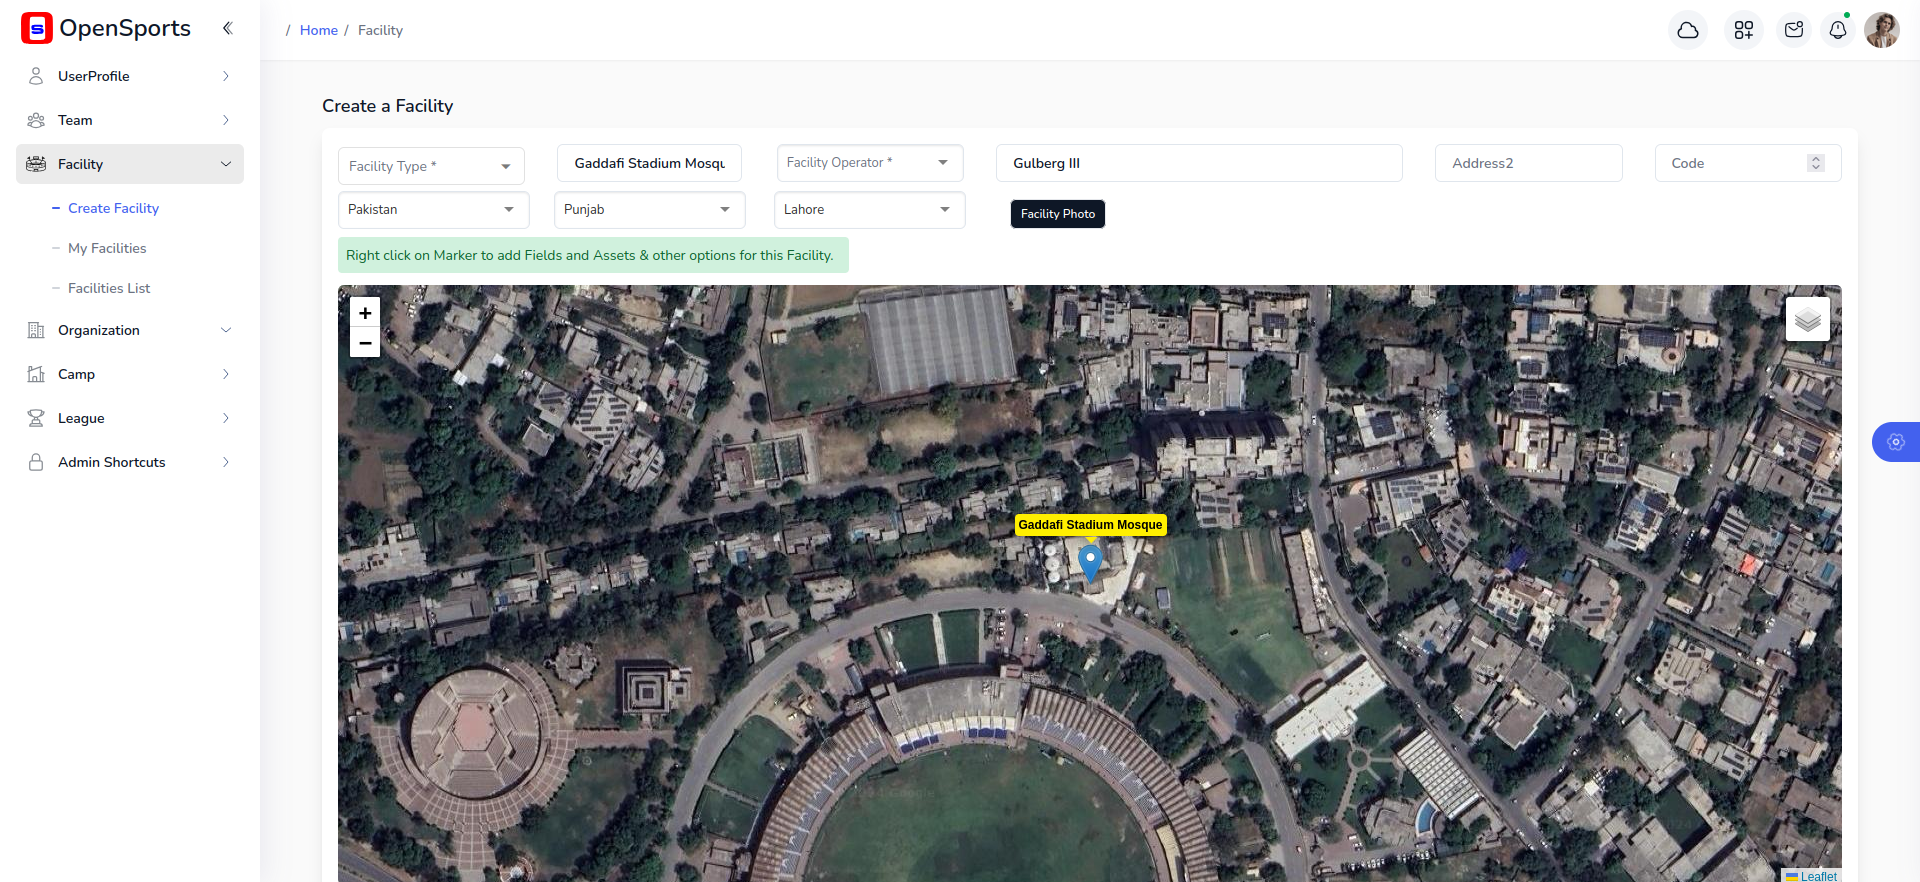 OpenSports
/ Home / Facility
UserProfile
Team
Facility
Create Facility
My Facilities
Facilities List
Organization
Camp
League
Admin Shortcuts
Create a Facility
Facility Type *
Gaddafi Stadium Mosqu
Facility Operator *
Gulberg III
Address2
Code
Pakistan
Punjab
Lahore
Facility Photo
Right click on Marker to add Fields and Assets & other options for this Facility.
+
−
Gaddafi Stadium Mosque
Leaflet